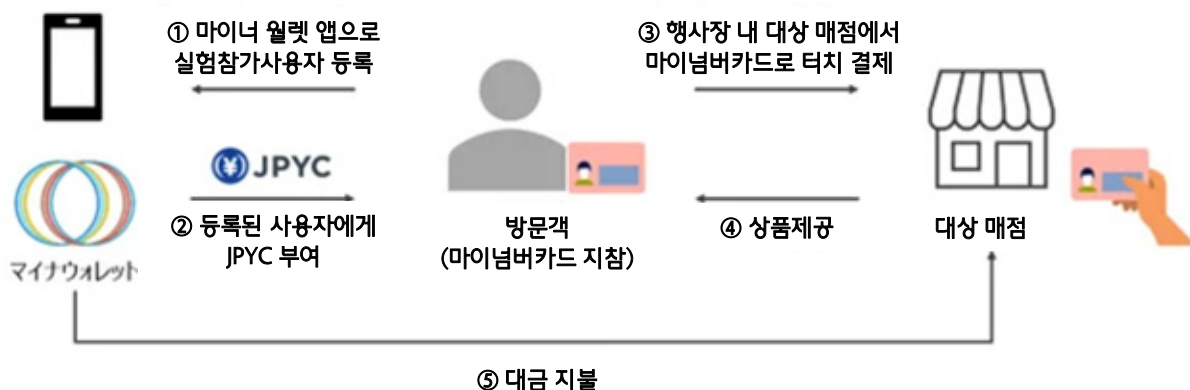 ① 마이너 월렛 앱으로
실험참가사용자 등록
③ 행사장 내 대상 매점에서
마이넘버카드로 터치 결제
JPYC
② 등록된 사용자에게
JPYC 부여
방문객
(마이넘버카드 지참)
④ 상품제공
대상 매점
マイナウォレット
⑤ 대금 지불